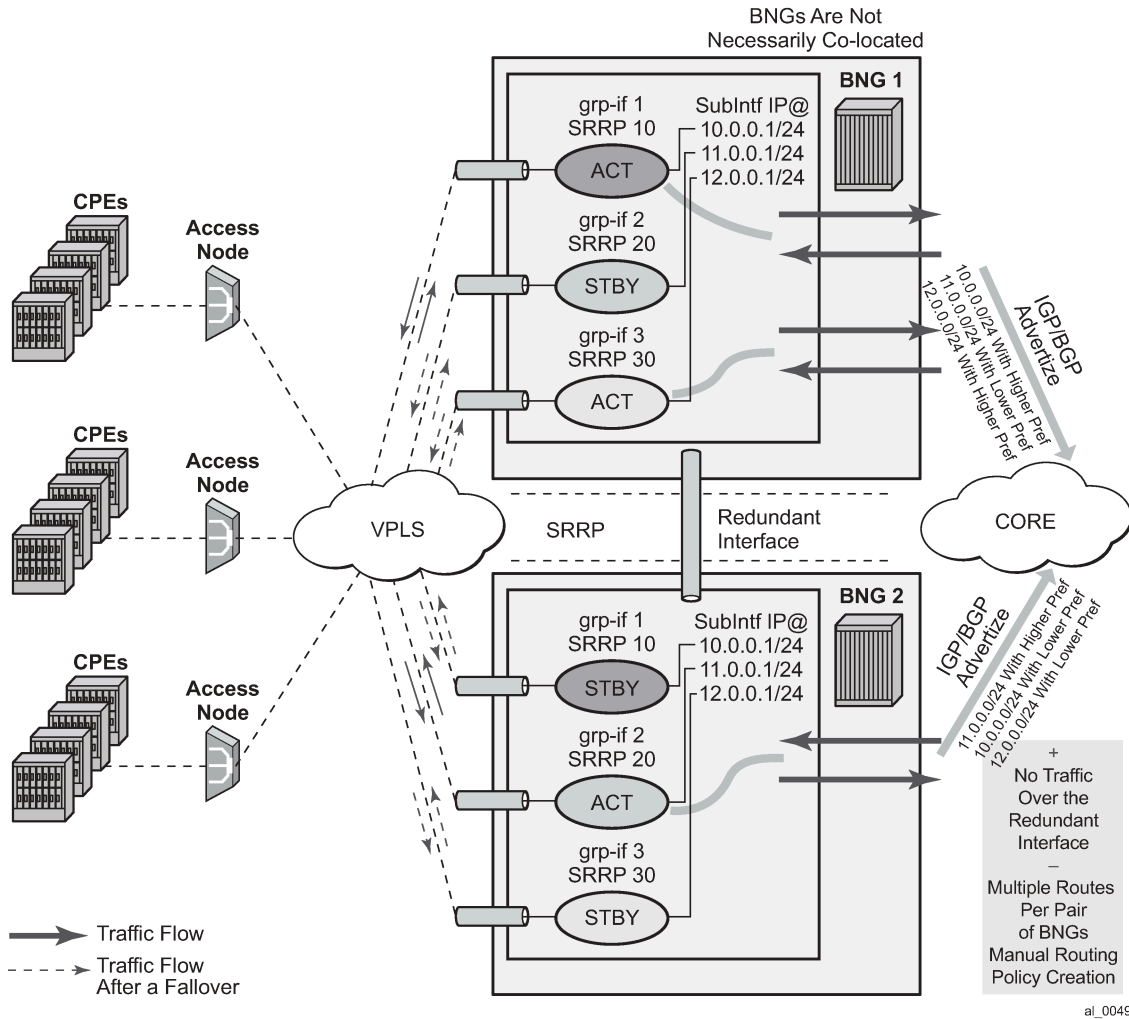 BNGs Are Not
Necessarily Co-located
BNG 1
grp-if 1
SRRP 10
SubIntf IP@
10.0.0.1/24
11.0.0.1/24
12.0.0.1/24
ACT
grp-if 2
SRRP 20
STBY
grp-if 3
SRRP 30
ACT
CPEs
Access
Node
CPEs
Access
Node
CPEs
Access
Node
VPLS
SRRP
Redundant
Interface
10.0.0.0/24 With Higher Pref
11.0.0.0/24 With Lower Pref
12.0.0.0/24 With Higher Pref
IGP/BGP
Advertize
CORE
BNG 2
grp-if 1
SRRP 10
SubIntf IP@
10.0.0.1/24
11.0.0.1/24
12.0.0.1/24
STBY
grp-if 2
SRRP 20
ACT
grp-if 3
SRRP 30
STBY
IGP/BGP
Advertize
11.0.0.0/24 With Higher Pref
10.0.0.0/24 With Lower Pref
12.0.0.0/24 With Lower Pref
+
No Traffic
Over the
Redundant
Interface
–
Multiple Routes
Per Pair
of BNGs
Manual Routing
Policy Creation
Traffic Flow
Traffic Flow
After a Fallover
al_0049